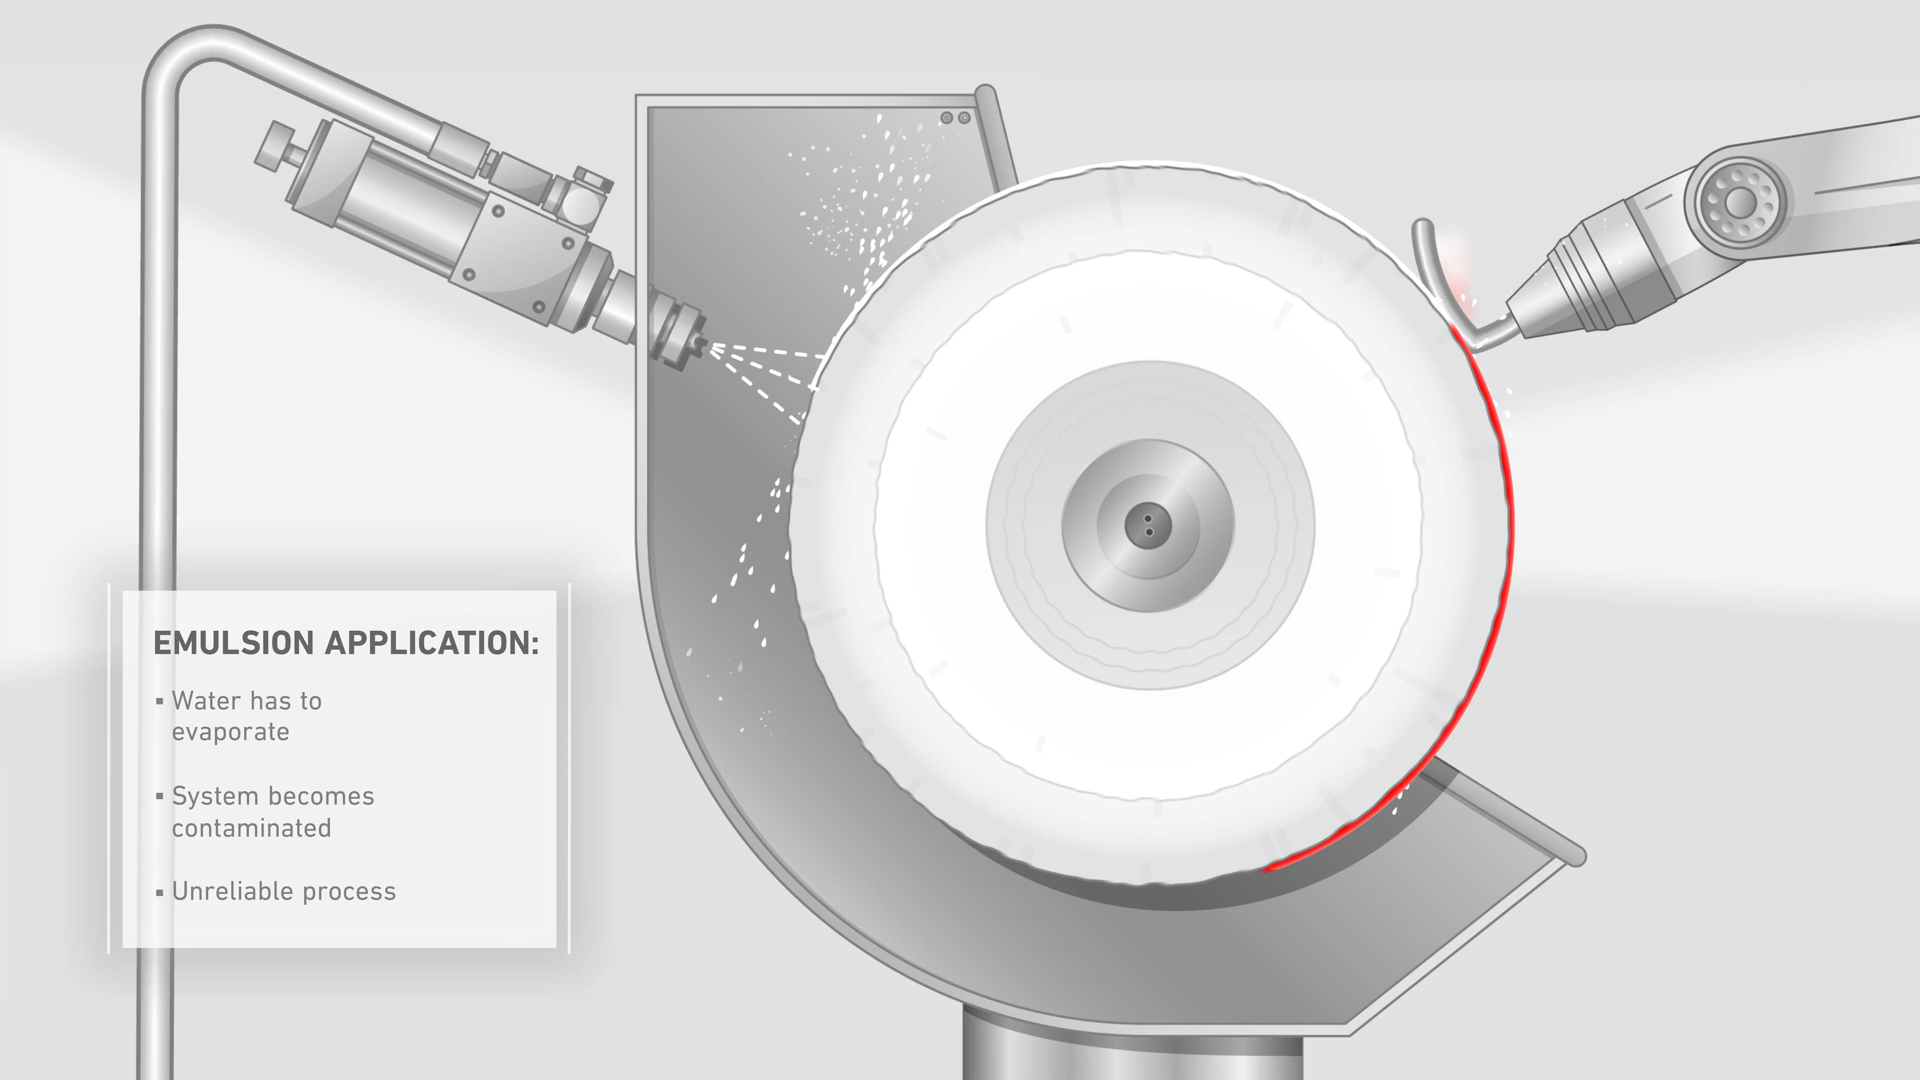 EMULSION APPLICATION:
▪ Water has to
evaporate
▪ System becomes
contaminated
▪ Unreliable process